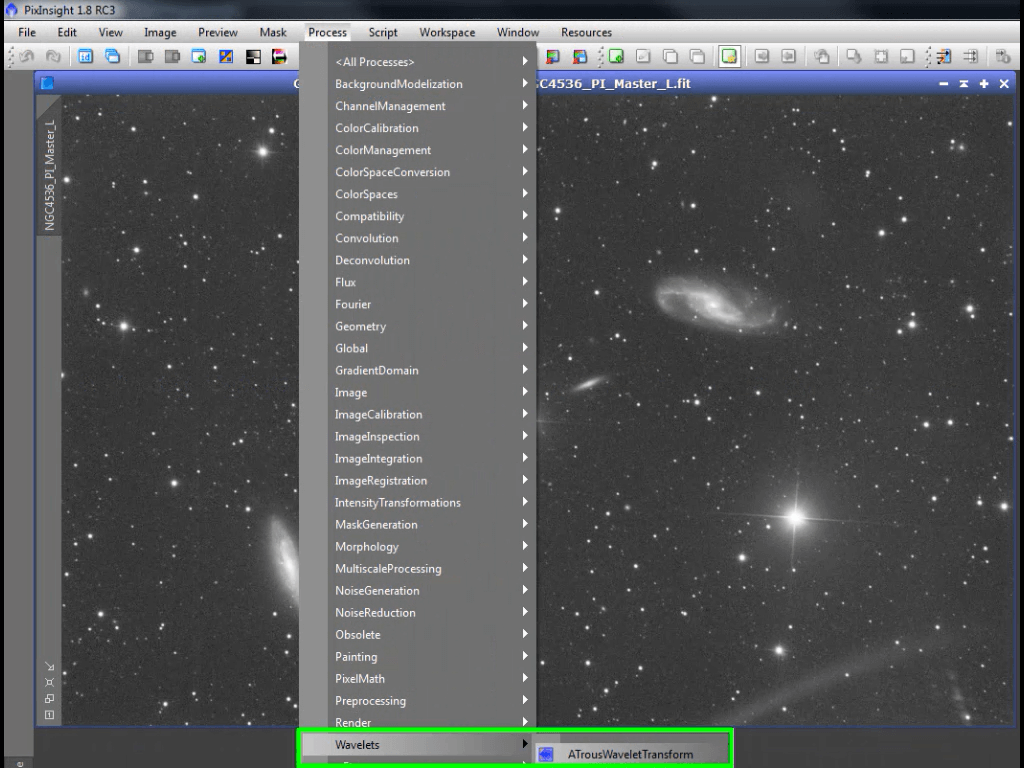 PixInsight 1.8 RC3
File Edit View Image Preview Mask Process Script Workspace Window Resources
C4536_PI_Master_L.fit
NGC4536_PI_Master_L
<All Processes>
BackgroundModelization
ChannelManagement
ColorCalibration
ColorManagement
ColorSpaceConversion
ColorSpaces
Compatibility
Convolution
Deconvolution
Flux
Fourier
Geometry
Global
GradientDomain
Image
ImageCalibration
ImageInspection
ImageIntegration
ImageRegistration
IntensityTransformations
MaskGeneration
Morphology
MultiscaleProcessing
NoiseGeneration
NoiseReduction
Obsolete
Painting
PixelMath
Preprocessing
Render
Wavelets
ATrousWaveletTransform